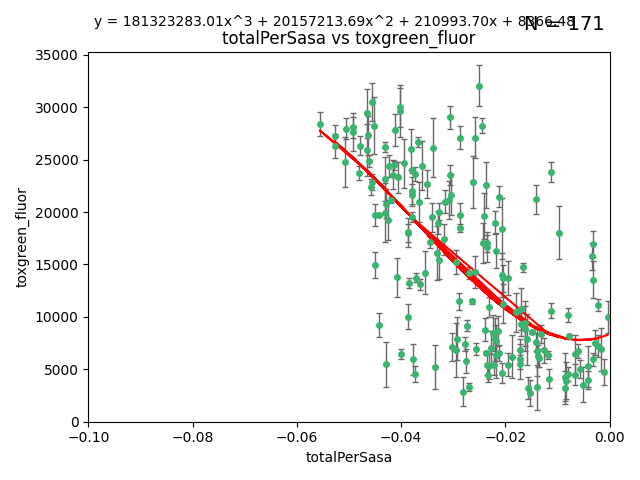 y = 181323283.01x^3 + 20157213.69x^2 + 210993.70x + 8366.48
N = 171
totalPerSasa vs toxgreen_fluor
35000
30000
25000
20000
15000
10000
5000
0
toxgreen_fluor
−0.10 −0.08 −0.06 −0.04 −0.02 0.00
totalPerSasa